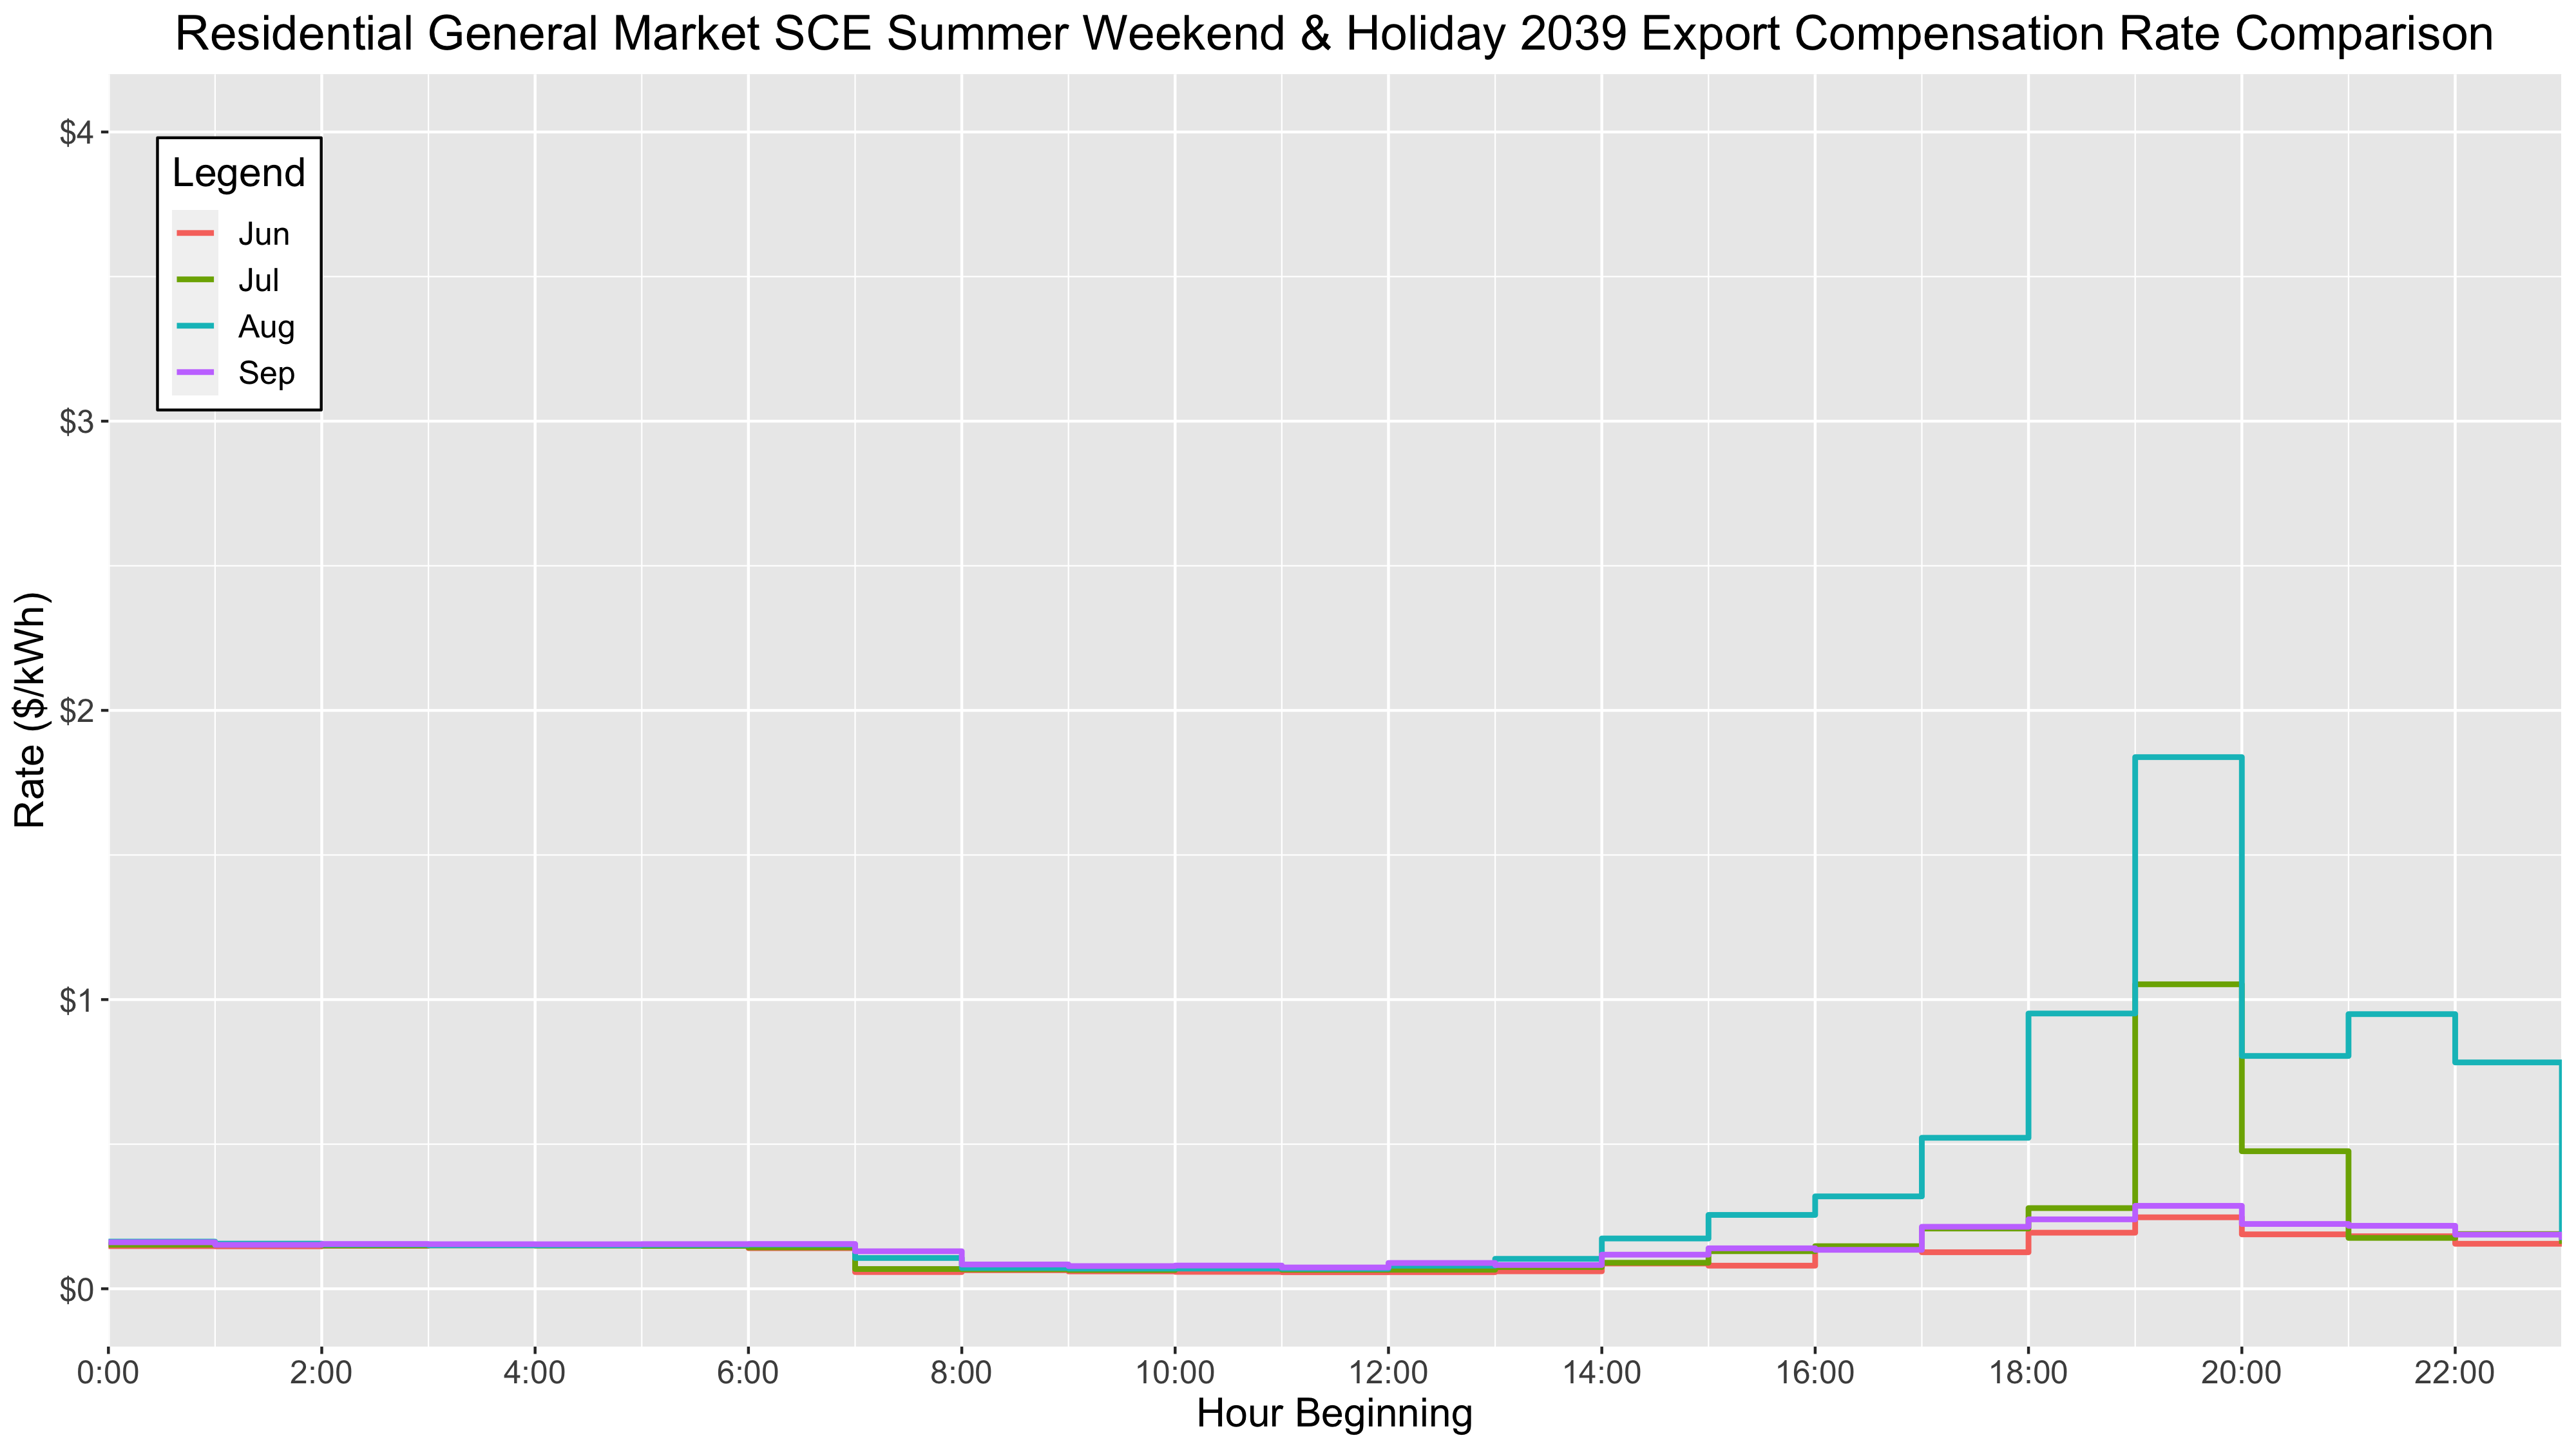 Residential General Market SCE Summer Weekend & Holiday 2039 Export Compensation Rate Comparison
Legend
Jun
Jul
Aug
Sep
Rate ($/kWh)
$4
$3
$2
$1
$0
0:00 2:00 4:00 6:00 8:00 10:00 12:00 14:00 16:00 18:00 20:00 22:00
Hour Beginning